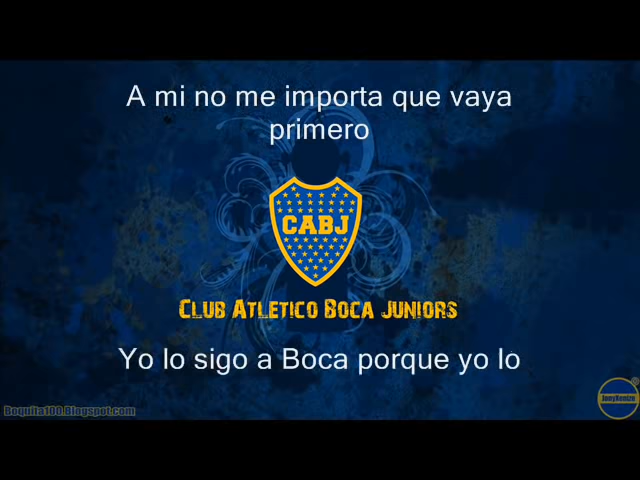 A mi no me importa que vaya
primero
CABJ
Club Atletico Boca Juniors
Yo lo sigo a Boca porque yo lo
Boquita100.Blogspot.com
JonyKenize